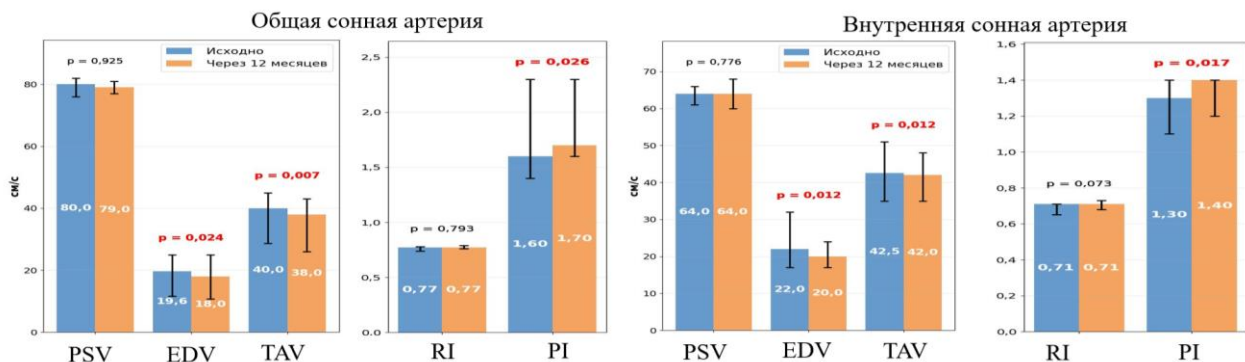 Общая сонная артерия
Исходно
Через 12 месяцев
p = 0,925
p = 0,024
p = 0,007
см/с
80
60
40
20
0
80,0
79,0
19,6
18,0
40,0
38,0
PSV
EDV
TAV
p = 0,793
p = 0,026
2,5
2,0
1,5
1,0
0,5
0,0
0,77
0,77
1,60
1,70
RI
PI
Внутренняя сонная артерия
Исходно
Через 12 месяцев
p = 0,776
p = 0,012
p = 0,012
см/с
70
60
50
40
30
20
10
0
64,0
64,0
22,0
20,0
42,5
42,0
PSV
EDV
TAV
p = 0,073
p = 0,017
1,6
1,4
1,2
1,0
0,8
0,6
0,4
0,2
0,0
0,71
0,71
1,30
1,40
RI
PI